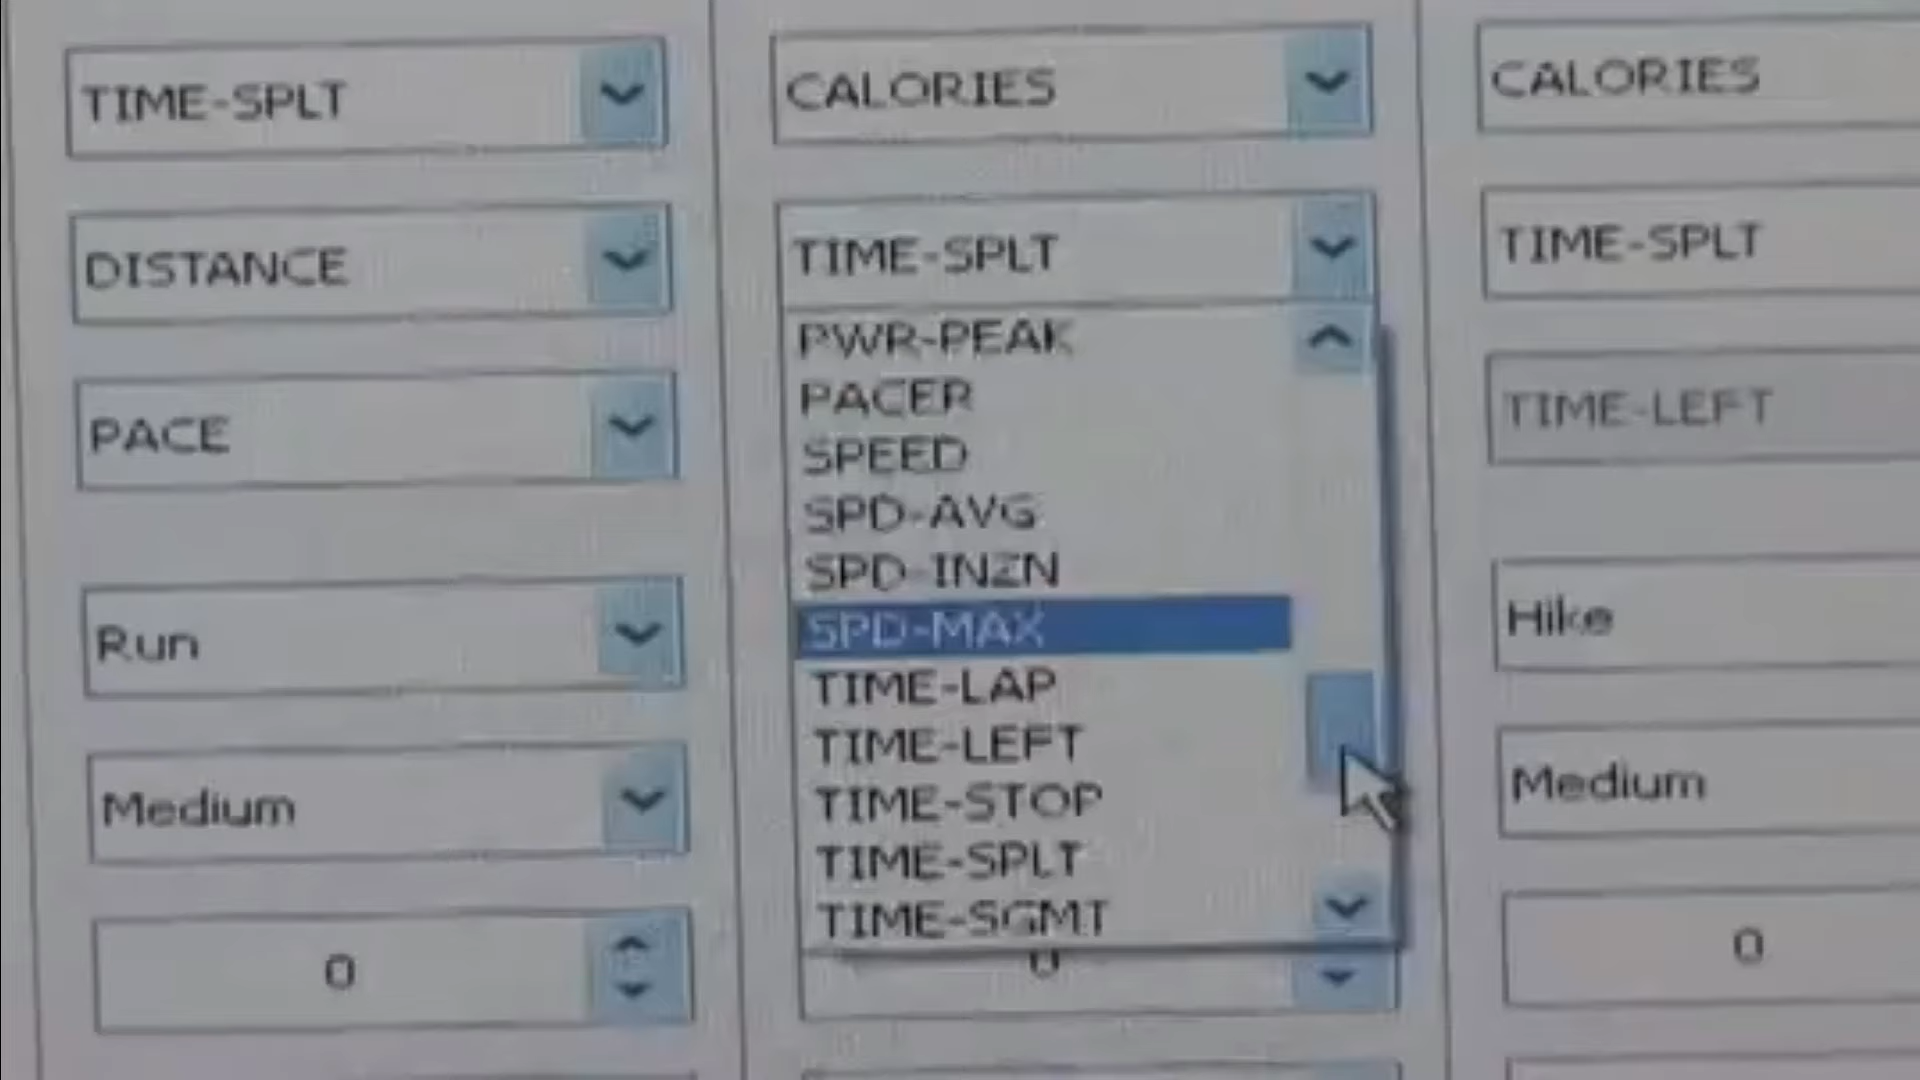 TIME-SPLT
DISTANCE
PACE
Run
Medium
0
CALORIES
TIME-SPLT
PWR-PEAK
PACER
SPEED
SPD-AVG
SPD-INZN
SPD-MAX
TIME-LAP
TIME-LEFT
TIME-STOP
TIME-SPLT
TIME-SGMT
0
CALORIES
TIME-SPLT
TIME-LEFT
Hike
Medium
0